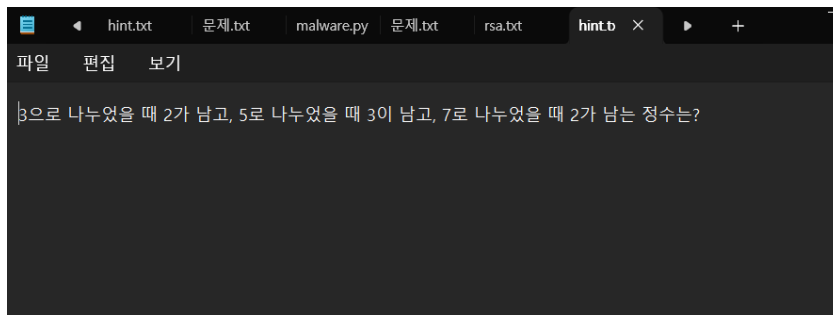 hint.txt 문제.txt malware.py 문제.txt rsa.txt hint.t
파일 편집 보기
3으로 나누었을 때 2가 남고, 5로 나누었을 때 3이 남고, 7로 나누었을 때 2가 남는 정수는?